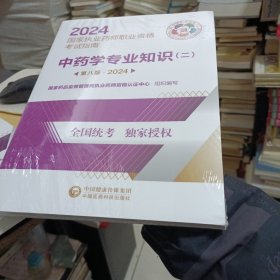 2024
国家执业药师职业资格
考试指南
中药学专业知识（二）
第八版·2024
国家药品监督管理局执业药师资格认证中心 组织编写
全国统考 独家授权
中国健康传媒集团
中国医药科技出版社